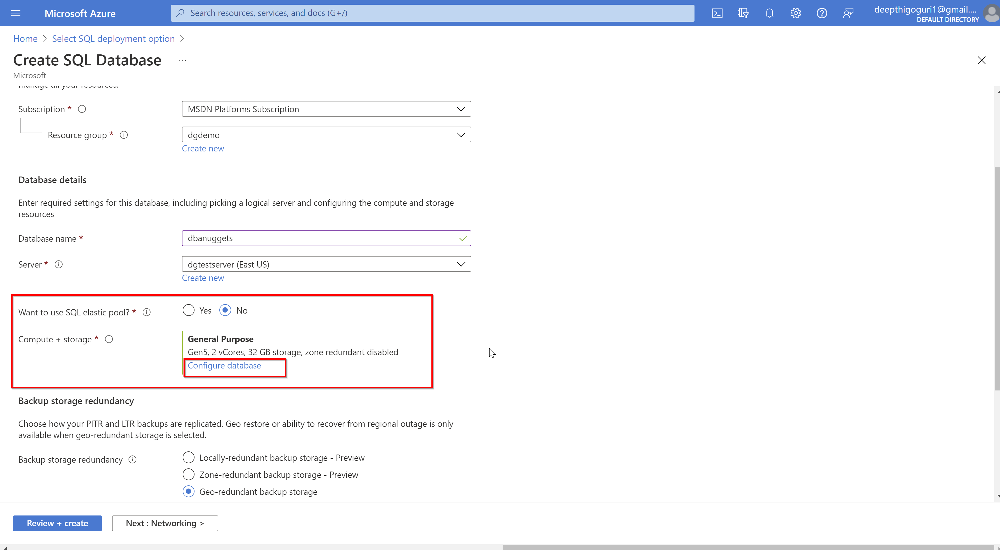 Microsoft Azure
Search resources, services, and docs (G+/)
deepthigoguri1@gmail....
DEFAULT DIRECTORY
Home > Select SQL deployment option >
Create SQL Database ...
Microsoft
manage all your resources.
Subscription * MSDN Platforms Subscription
Resource group * dgdemo
Create new
Database details
Enter required settings for this database, including picking a logical server and configuring the compute and storage
resources
Database name * dbanuggets
Server * dgtestserver (East US)
Create new
Want to use SQL elastic pool? * Yes No
Compute + storage * General Purpose
Gen5, 2 vCores, 32 GB storage, zone redundant disabled
Configure database
Backup storage redundancy
Choose how your PITR and LTR backups are replicated. Geo restore or ability to recover from regional outage is only
available when geo-redundant storage is selected.
Backup storage redundancy Locally-redundant backup storage - Preview
Zone-redundant backup storage - Preview
Geo-redundant backup storage
Review + create Next : Networking >